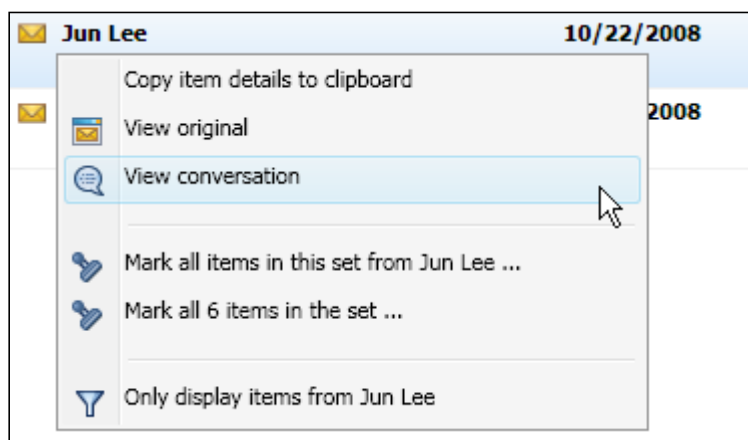 Jun Lee 10/22/2008
Copy item details to clipboard
2008
View original
View conversation
Mark all items in this set from Jun Lee ...
Mark all 6 items in the set ...
Only display items from Jun Lee